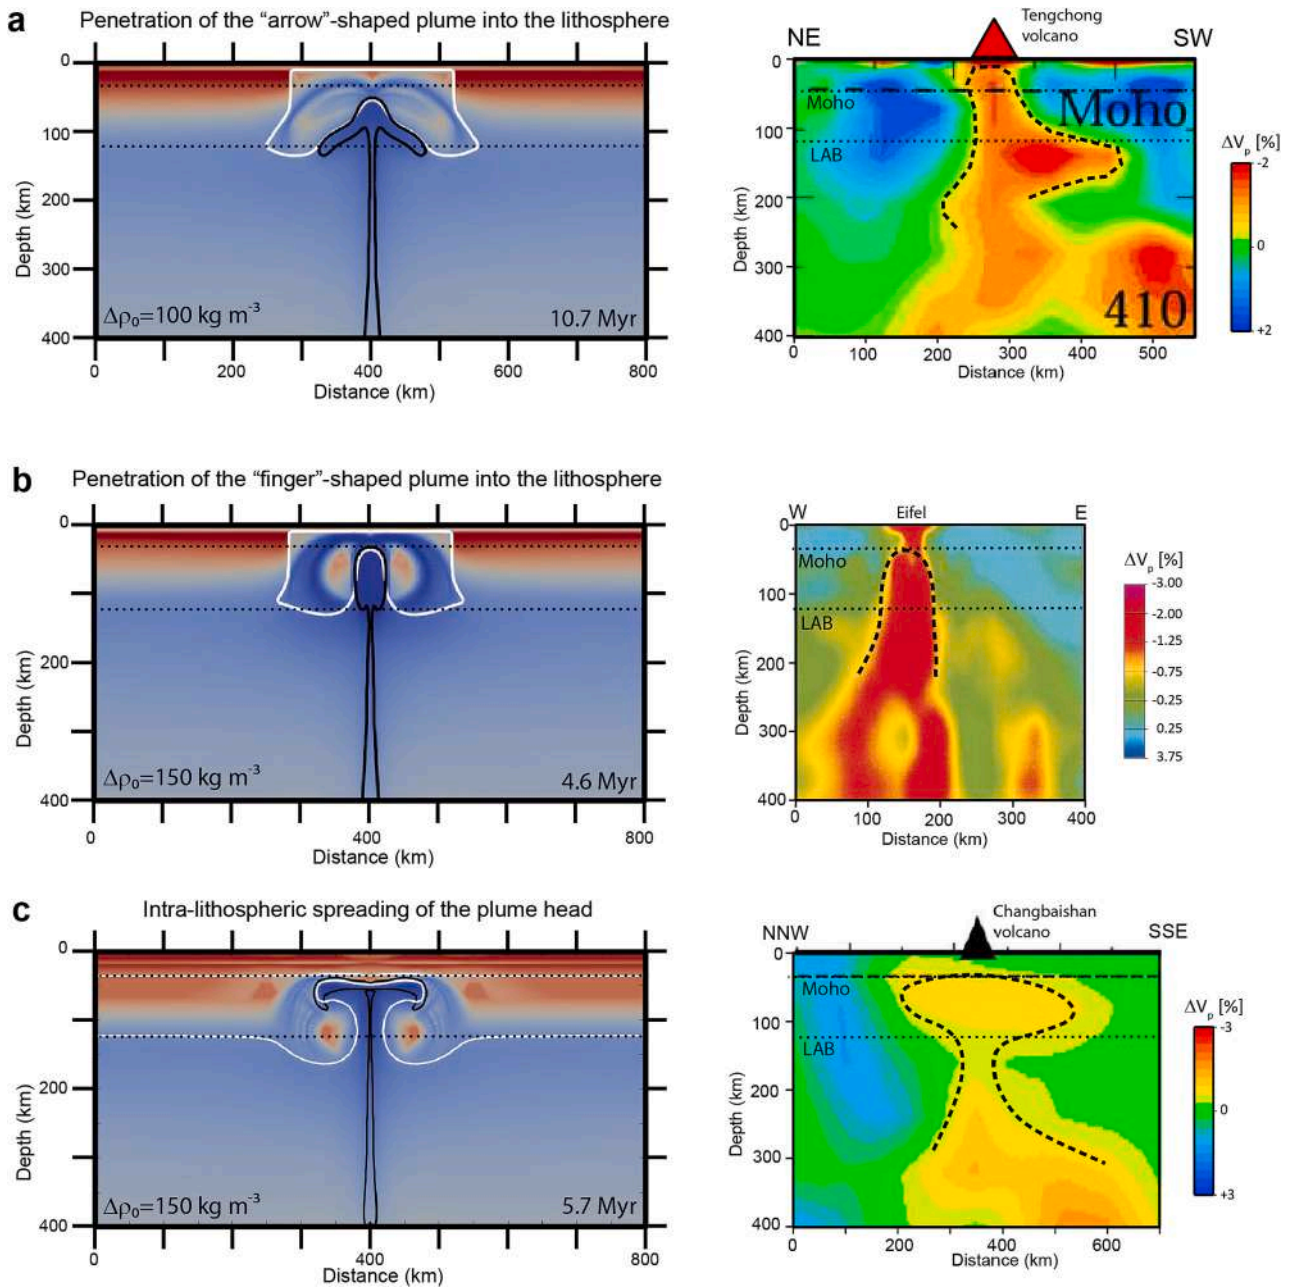 a
Penetration of the “arrow”-shaped plume into the lithosphere
0
100
200
300
400
Depth (km)
Δρ₀=100 kg m⁻³
10.7 Myr
0
200
400
600
800
Distance (km)
Tengchong
volcano
NE
SW
0
Moho
Moho
100
LAB
200
300
410
400
Depth (km)
0
100
200
300
400
500
Distance (km)
ΔVₚ [%]
-2
0
+2
b
Penetration of the “finger”-shaped plume into the lithosphere
0
200
400
Depth (km)
Δρ₀=150 kg m⁻³
4.6 Myr
0
400
800
Distance (km)
W
Eifel
E
0
Moho
100
LAB
200
300
400
Depth (km)
0
100
200
300
400
Distance (km)
ΔVₚ [%]
-3.00
-2.00
-1.25
-0.75
-0.25
0.25
3.75
c
Intra-lithospheric spreading of the plume head
0
200
400
Depth (km)
Δρ₀=150 kg m⁻³
5.7 Myr
0
200
400
600
800
Distance (km)
Changbaishan
volcano
NNW
SSE
0
Moho
100
LAB
200
300
400
Depth (km)
0
200
400
600
Distance (km)
ΔVₚ [%]
-3
0
+3